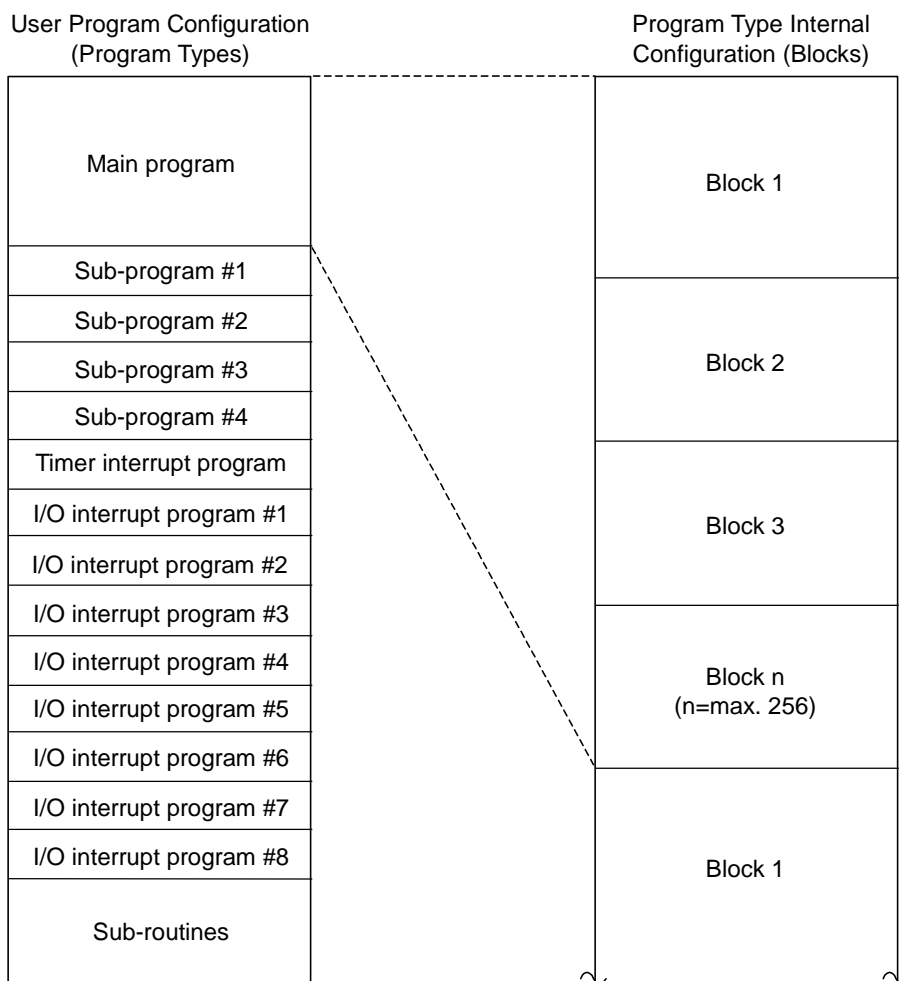 User Program Configuration
(Program Types)
Main program
Sub-program #1
Sub-program #2
Sub-program #3
Sub-program #4
Timer interrupt program
I/O interrupt program #1
I/O interrupt program #2
I/O interrupt program #3
I/O interrupt program #4
I/O interrupt program #5
I/O interrupt program #6
I/O interrupt program #7
I/O interrupt program #8
Sub-routines
Program Type Internal
Configuration (Blocks)
Block 1
Block 2
Block 3
Block n
(n=max. 256)
Block 1